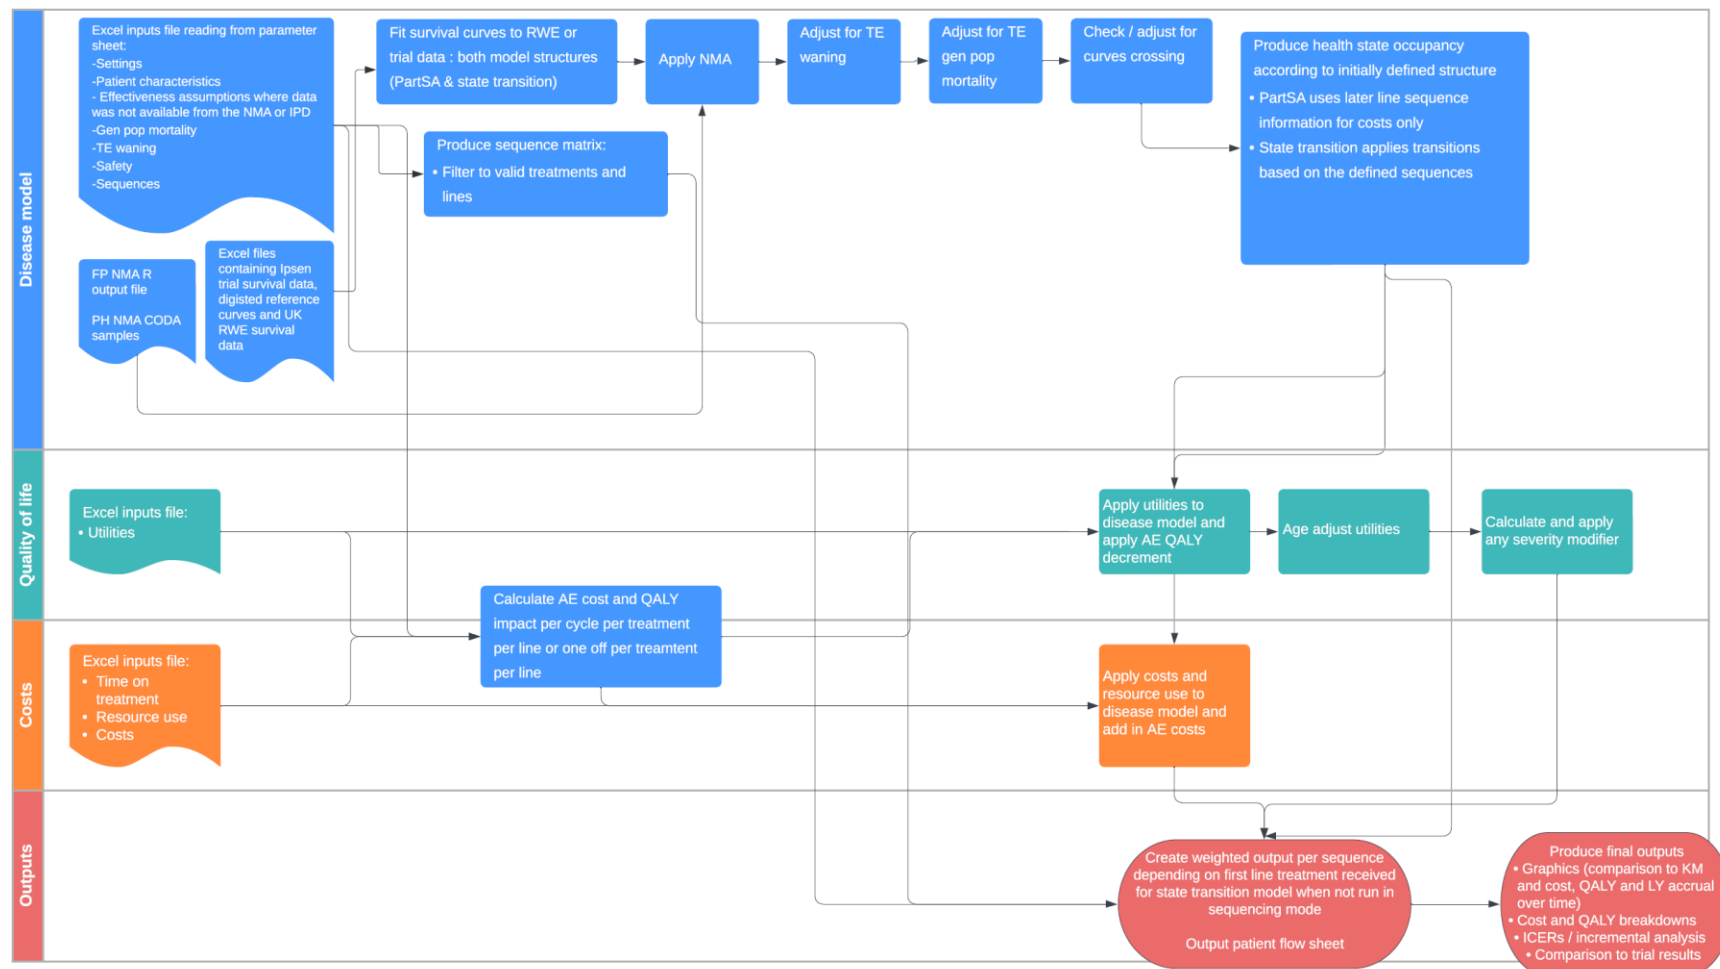 Disease model
Excel inputs file reading from parameter
sheet:
-Settings
-Patient characteristics
- Effectiveness assumptions where data
was not available from the NMA or IPD
-Gen pop mortality
-TE waning
-Safety
-Sequences
Fit survival curves to RWE or
trial data : both model structures
(PartSA & state transition)
Apply NMA
Adjust for TE
waning
Adjust for TE
gen pop
mortality
Check / adjust for
curves crossing
Produce health state occupancy
according to initially defined structure
• PartSA uses later line sequence
information for costs only
• State transition applies transitions
based on the defined sequences
Produce sequence matrix:
• Filter to valid treatments and
lines
FP NMA R
output file
PH NMA CODA
samples
Excel files
containing Ipsen
trial survival data,
digisted reference
curves and UK
RWE survival
data
Quality of life
Excel inputs file:
• Utilities
Apply utilities to
disease model and
apply AE QALY
decrement
Age adjust utilities
Calculate and apply
any severity modifier
Calculate AE cost and QALY
impact per cycle per treatment
per line or one off per treamtent
per line
Costs
Excel inputs file:
• Time on
treatment
• Resource use
• Costs
Apply costs and
resource use to
disease model and
add in AE costs
Outputs
Create weighted output per sequence
depending on first line treatment received
for state transition model when not run in
sequencing mode
Output patient flow sheet
Produce final outputs
• Graphics (comparison to KM
and cost, QALY and LY accrual
over time)
• Cost and QALY breakdowns
• ICERs / incremental analysis
• Comparison to trial results